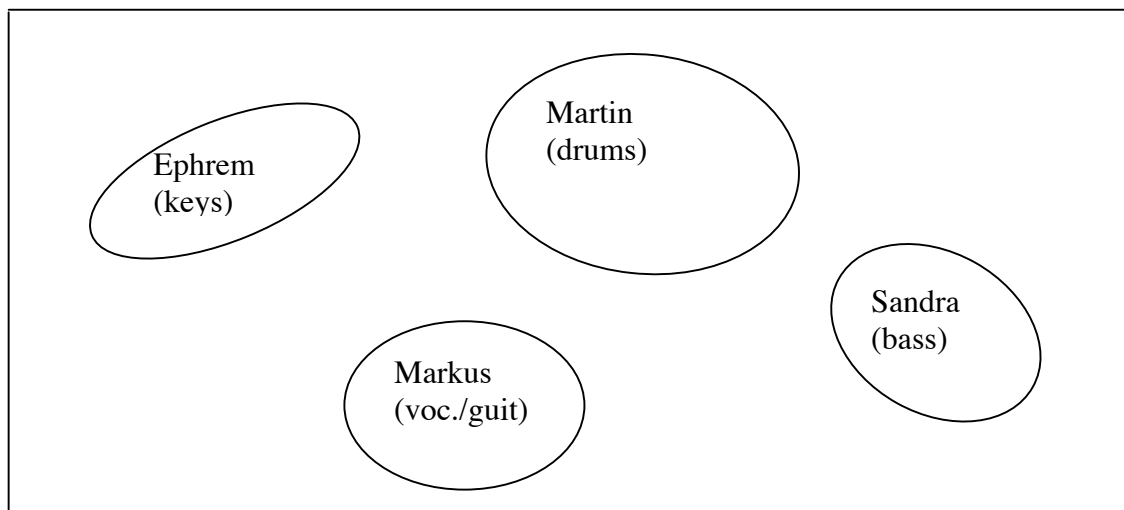 Martin
(drums)
Ephrem
(keys)
Sandra
(bass)
Markus
(voc./guit)